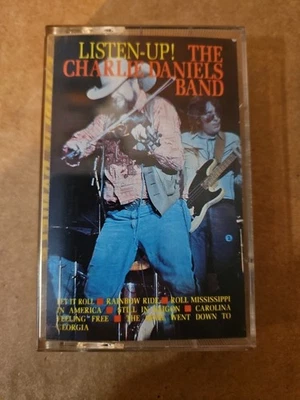 LISTEN-UP! THE
CHARLIE DANIELS
BAND
LET IT ROLL ■ RAINBOW RIDE ■ ROLL MISSISSIPPI
IN AMERICA ■ STILL IN SAIGON ■ CAROLINA
FEELING FREE ■ THE DEVIL WENT DOWN TO
GEORGIA